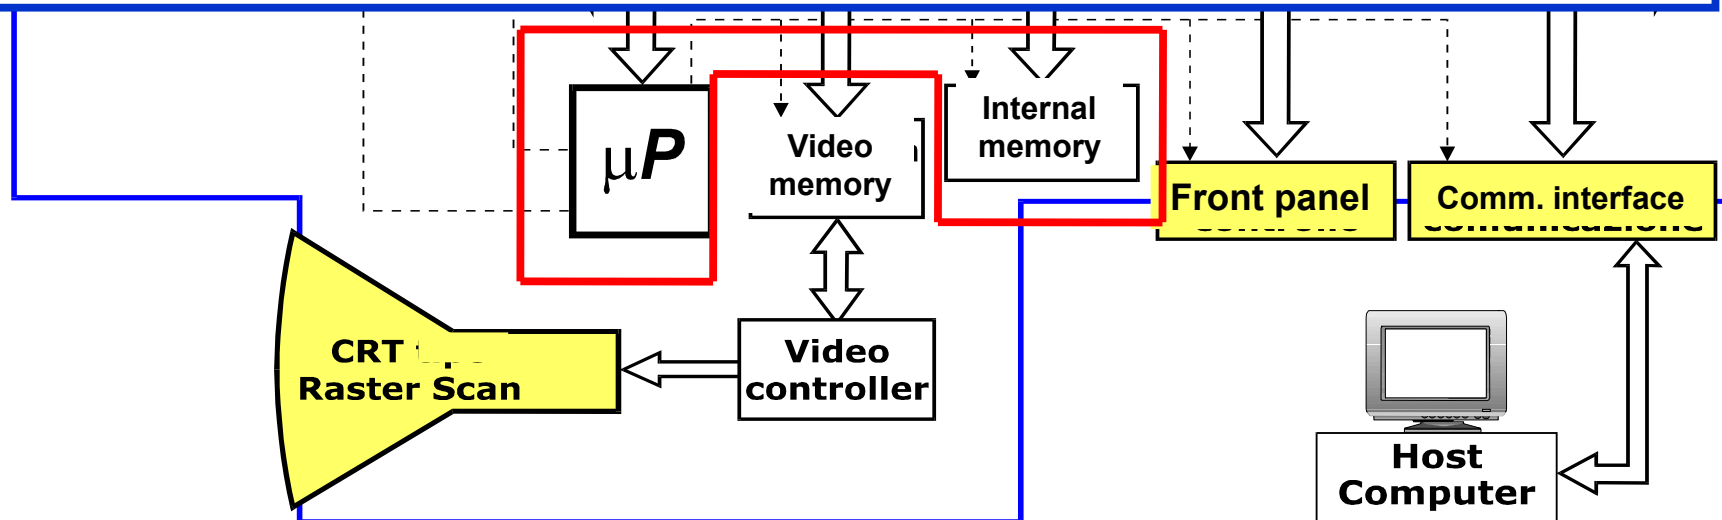 μP
Video
memory
Internal
memory
Front panel
Comm. interface
CRT
Raster Scan
Video
controller
Host
Computer